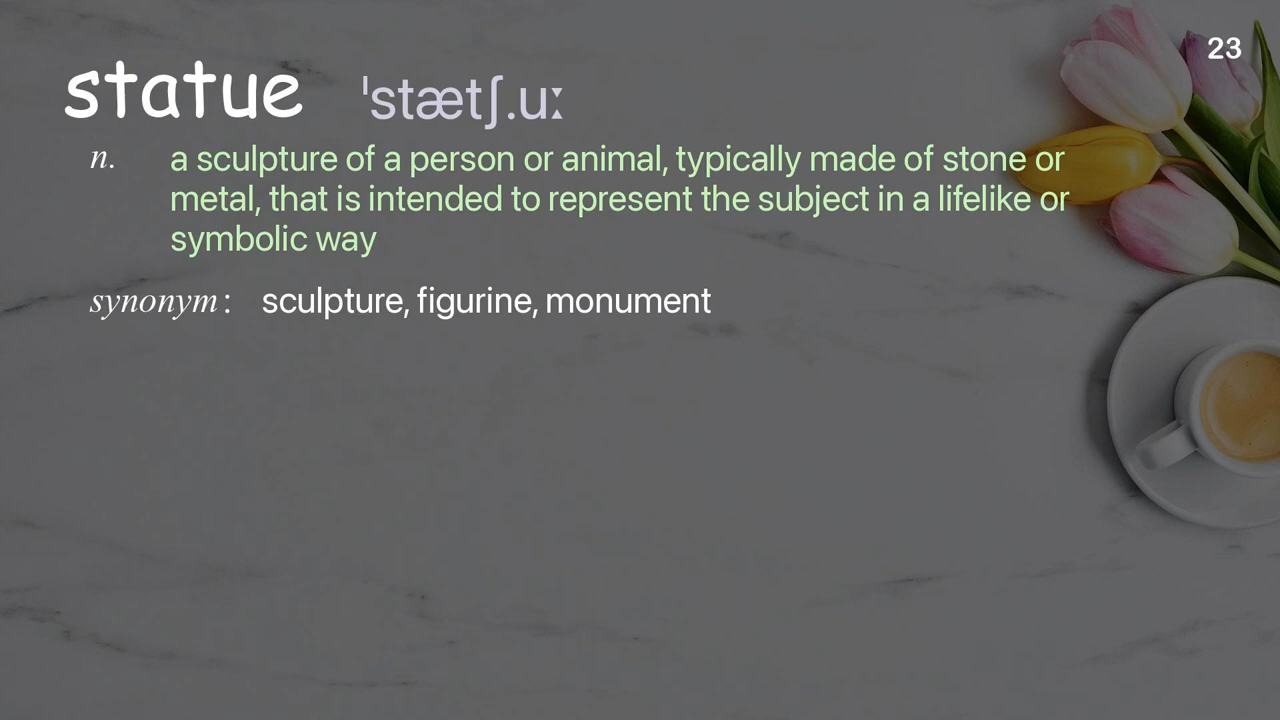 23
statue ˈstætʃ.uː
n. a sculpture of a person or animal, typically made of stone or
metal, that is intended to represent the subject in a lifelike or
symbolic way
synonym: sculpture, figurine, monument